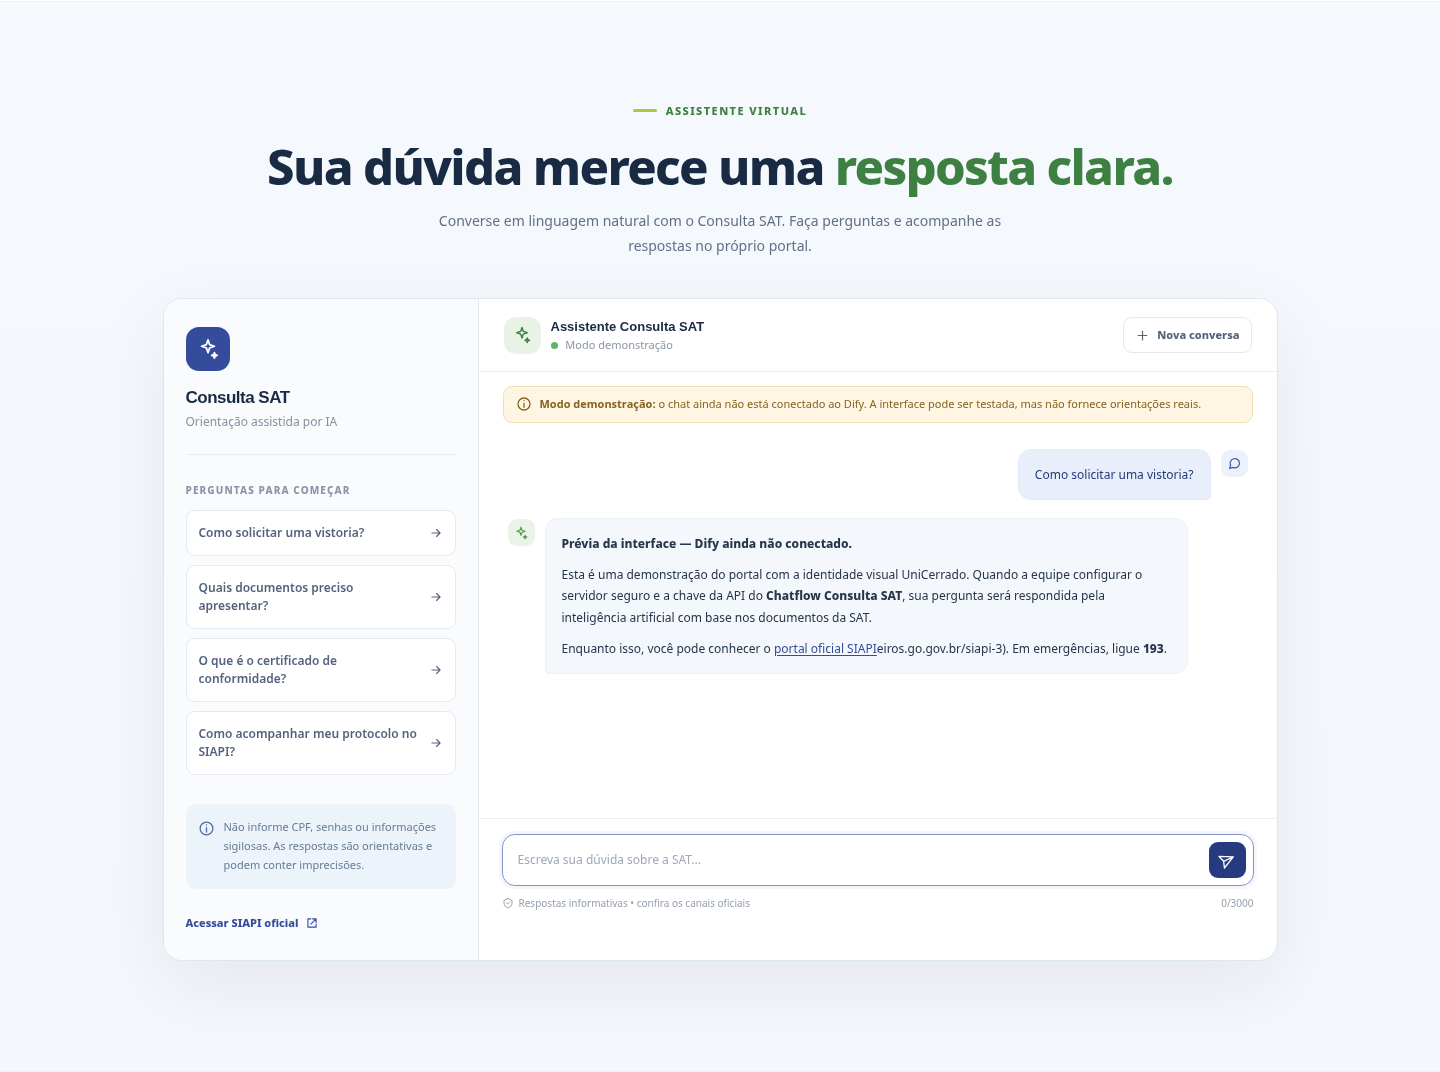 ASSISTENTE VIRTUAL
Sua dúvida merece uma resposta clara.
Converse em linguagem natural com o Consulta SAT. Faça perguntas e acompanhe as
respostas no próprio portal.
Consulta SAT
Orientação assistida por IA
PERGUNTAS PARA COMEÇAR
Como solicitar uma vistoria?
Quais documentos preciso
apresentar?
O que é o certificado de
conformidade?
Como acompanhar meu protocolo no
SIAPI?
Não informe CPF, senhas ou informações
sigilosas. As respostas são orientativas e
podem conter imprecisões.
Acessar SIAPI oficial
Assistente Consulta SAT
Modo demonstração
Nova conversa
Modo demonstração: o chat ainda não está conectado ao Dify. A interface pode ser testada, mas não fornece orientações reais.
Como solicitar uma vistoria?
Prévia da interface — Dify ainda não conectado.
Esta é uma demonstração do portal com a identidade visual UniCerrado. Quando a equipe configurar o
servidor seguro e a chave da API do Chatflow Consulta SAT, sua pergunta será respondida pela
inteligência artificial com base nos documentos da SAT.
Enquanto isso, você pode conhecer o portal oficial SIAPIeiros.go.gov.br/siapi-3). Em emergências, ligue 193.
Escreva sua dúvida sobre a SAT...
Respostas informativas • confira os canais oficiais
0/3000